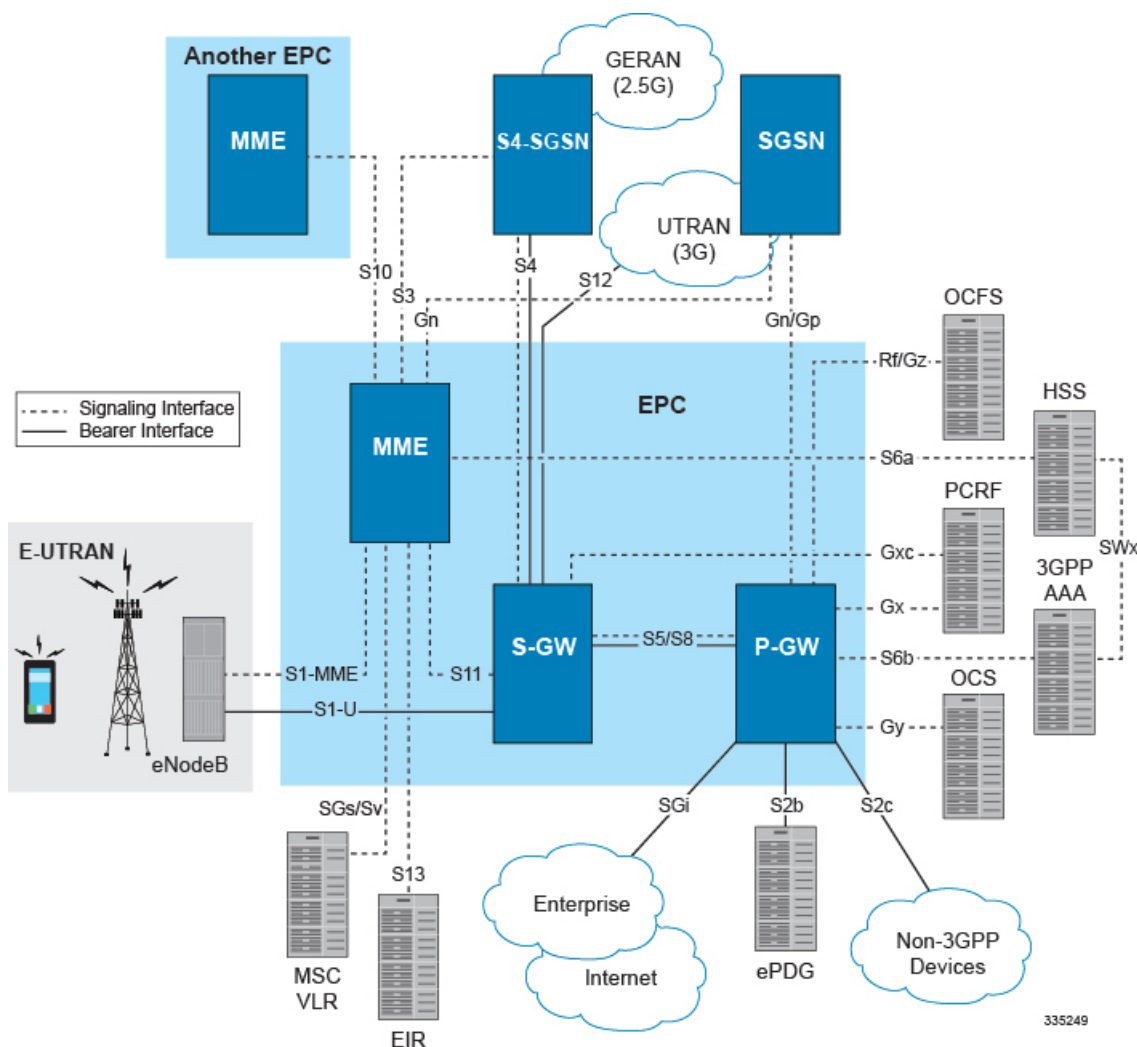 Another EPC
MME
GERAN
(2.5G)
S4-SGSN
SGSN
UTRAN
(3G)
S10
S3
S4
S12
Gn
Gn/Gp
OCFS
Rf/Gz
HSS
Signaling Interface
Bearer Interface
EPC
MME
S6a
PCRF
SWx
E-UTRAN
Gxc
3GPP
AAA
Gx
S-GW
S5/S8
P-GW
S6b
S1-MME
S11
OCS
S1-U
Gy
eNodeB
SGs/Sv
SGi
S2b
S2c
S13
Enterprise
Internet
Non-3GPP
Devices
MSC
VLR
ePDG
EIR
335249